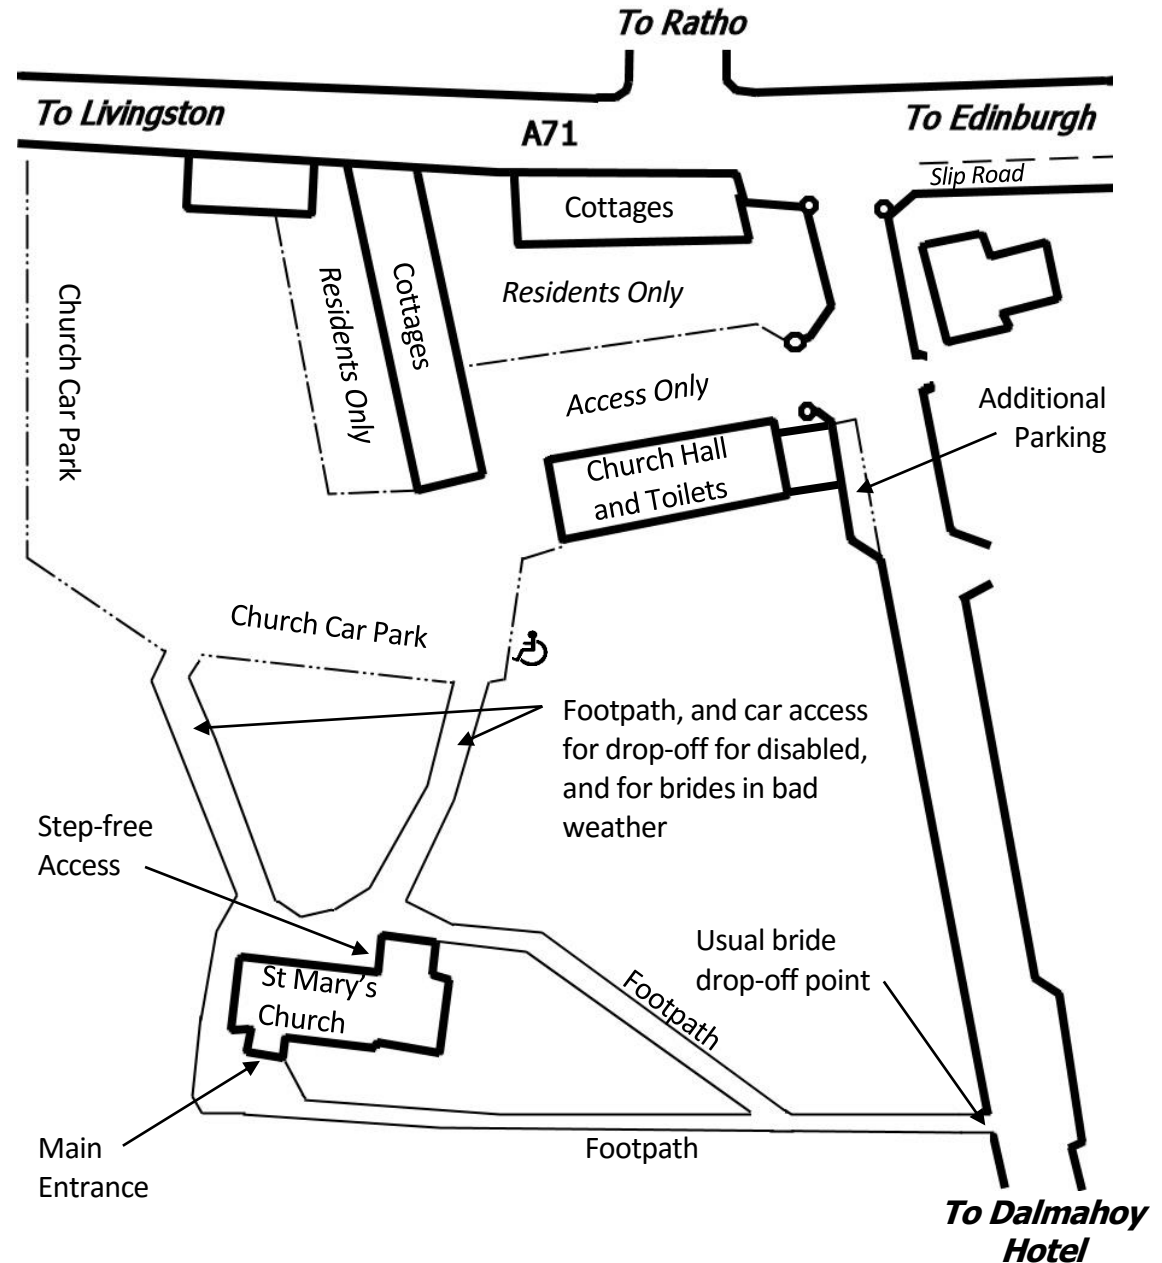 To Ratho
To Livingston
A71
To Edinburgh
Slip Road
Cottages
Church Car Park
Residents Only
Cottages
Residents Only
Access Only
Additional
Parking
Church Hall
and Toilets
Church Car Park
Footpath, and car access
for drop-off for disabled,
and for brides in bad
weather
Step-free
Access
Usual bride
drop-off point
St Mary's
Church
Footpath
Main
Entrance
Footpath
To Dalmahoy
Hotel